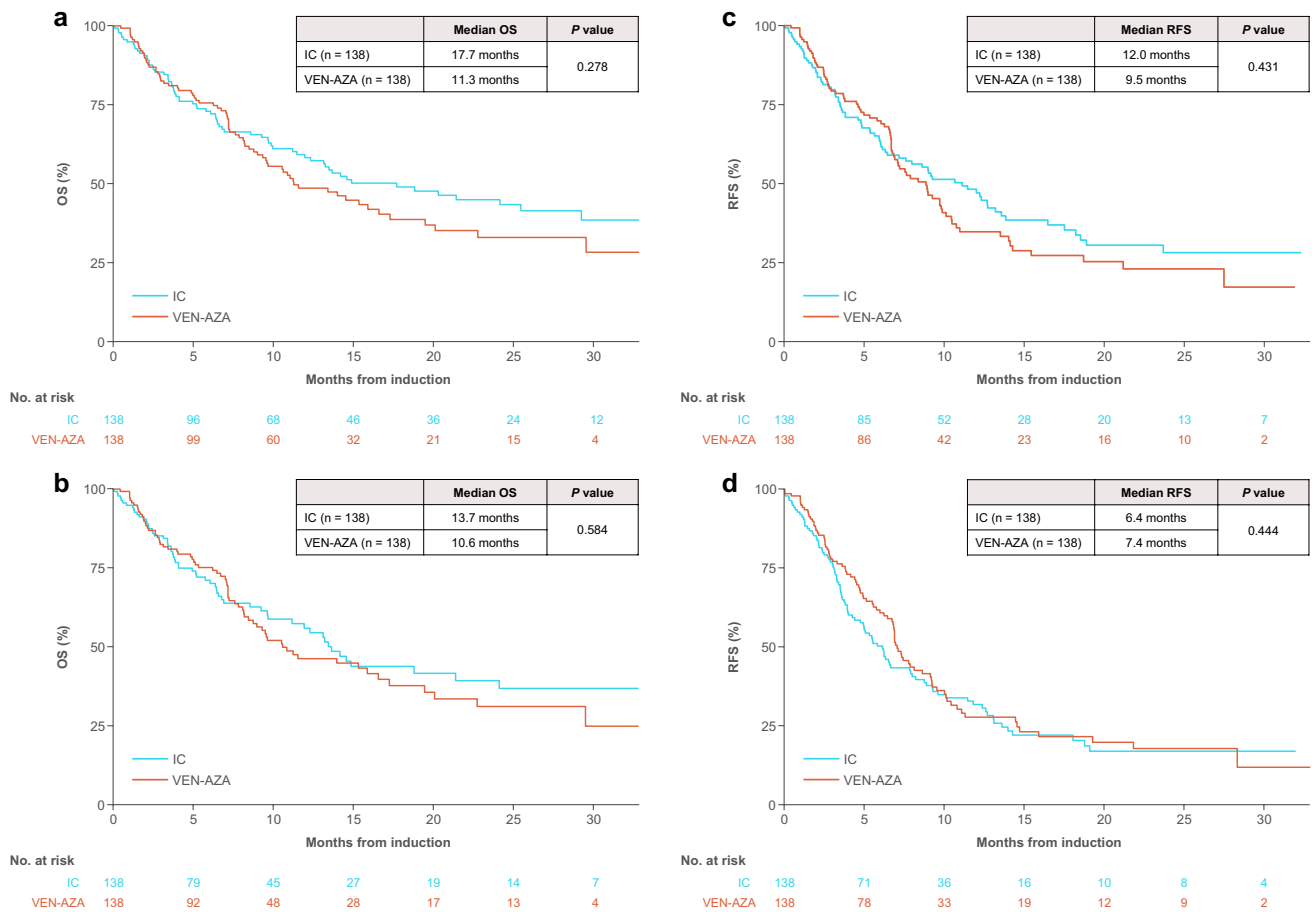 a
Median OS P value
IC (n = 138) 17.7 months 0.278
VEN-AZA (n = 138) 11.3 months
100
75
50
25
0
OS (%)
IC
VEN-AZA
0 5 10 15 20 25 30
Months from induction
No. at risk
IC 138 96 68 46 36 24 12
VEN-AZA 138 99 60 32 21 15 4
c
Median RFS P value
IC (n = 138) 12.0 months 0.431
VEN-AZA (n = 138) 9.5 months
100
75
50
25
0
RFS (%)
IC
VEN-AZA
0 5 10 15 20 25 30
Months from induction
No. at risk
IC 138 85 52 28 20 13 7
VEN-AZA 138 86 42 23 16 10 2
b
Median OS P value
IC (n = 138) 13.7 months 0.584
VEN-AZA (n = 138) 10.6 months
100
75
50
25
0
OS (%)
IC
VEN-AZA
0 5 10 15 20 25 30
Months from induction
No. at risk
IC 138 79 45 27 19 14 7
VEN-AZA 138 92 48 28 17 13 4
d
Median RFS P value
IC (n = 138) 6.4 months 0.444
VEN-AZA (n = 138) 7.4 months
100
75
50
25
0
RFS (%)
IC
VEN-AZA
0 5 10 15 20 25 30
Months from induction
No. at risk
IC 138 71 36 16 10 8 4
VEN-AZA 138 78 33 19 12 9 2